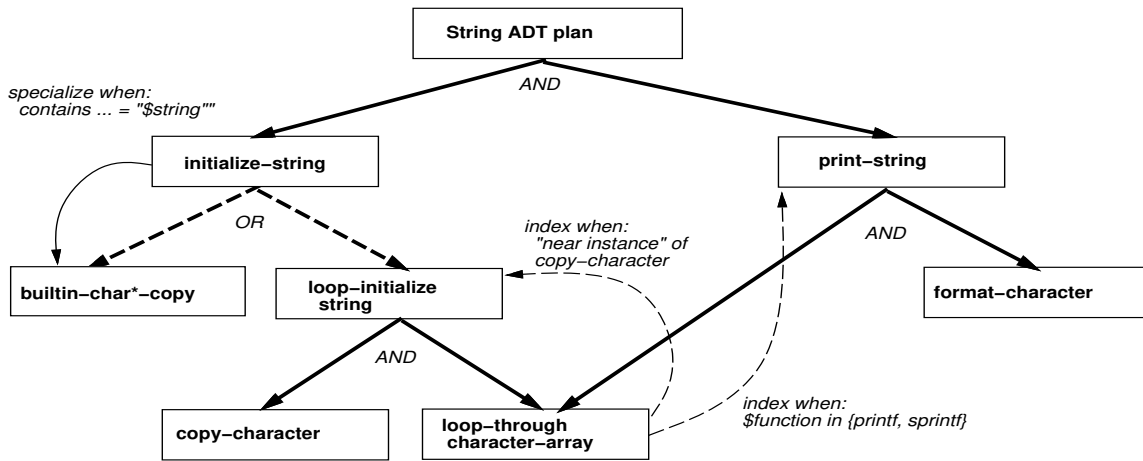 String ADT plan
AND
specialize when:
contains ... = "$string""
initialize−string
print−string
OR
index when:
"near instance" of
copy−character
AND
builtin−char*−copy
loop−initialize
string
format−character
AND
copy−character
loop−through
character−array
index when:
$function in {printf, sprintf}